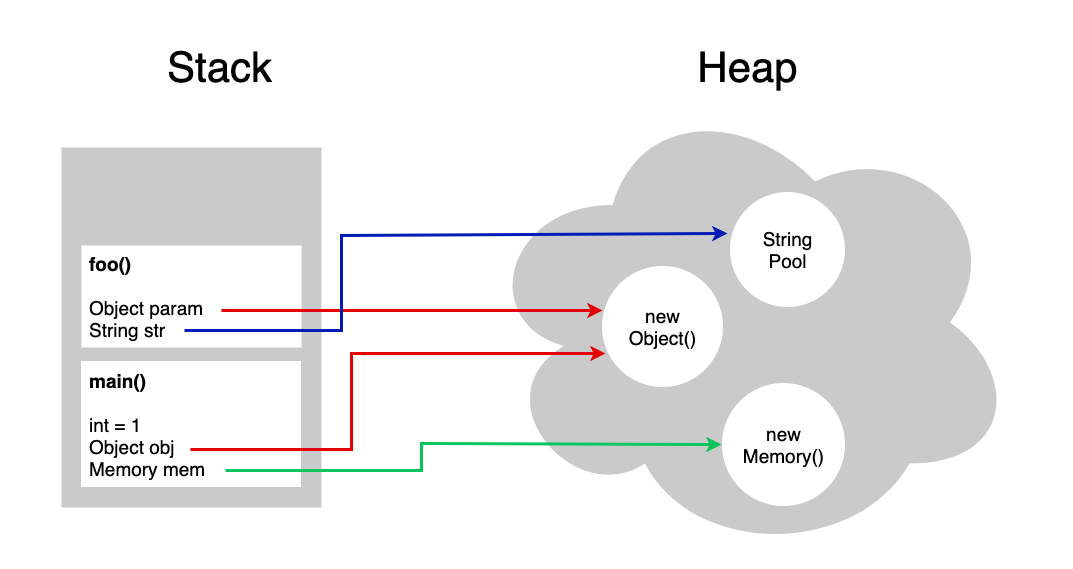 Stack
Heap
foo()
Object param
String str
main()
int = 1
Object obj
Memory mem
String
Pool
new
Object()
new
Memory()